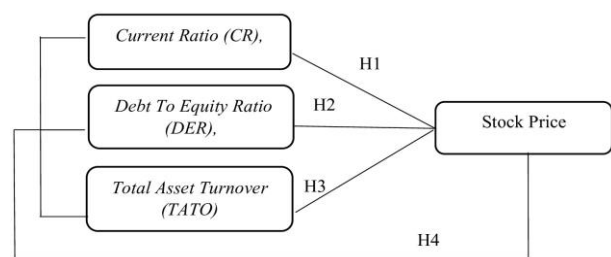 Current Ratio (CR),
H1
Debt To Equity Ratio
(DER),
H2
Stock Price
Total Asset Turnover
(TATO)
H3
H4